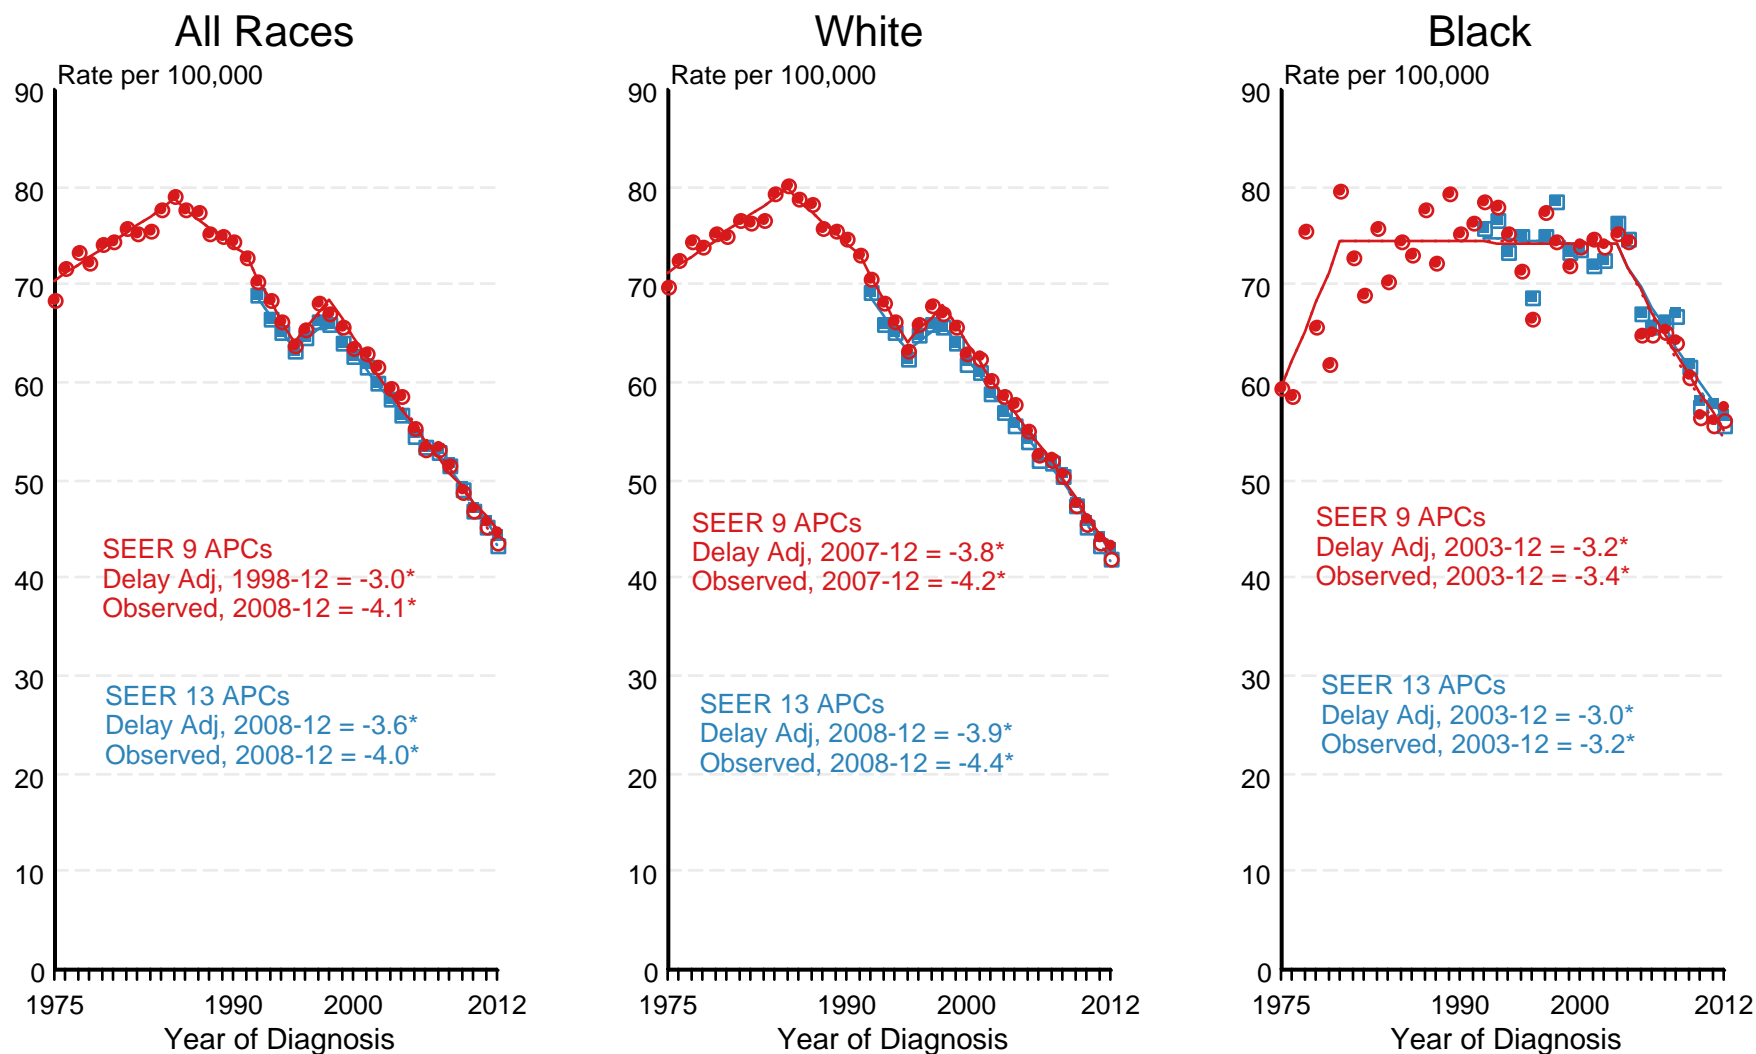 All Races
Rate per 100,000
90
80
70
60
50
40
30
20
10
0
SEER 9 APCs
Delay Adj, 1998-12 = -3.0*
Observed, 2008-12 = -4.1*
SEER 13 APCs
Delay Adj, 2008-12 = -3.6*
Observed, 2008-12 = -4.0*
1975 1990 2000 2012
Year of Diagnosis
White
Rate per 100,000
90
80
70
60
50
40
30
20
10
0
SEER 9 APCs
Delay Adj, 2007-12 = -3.8*
Observed, 2007-12 = -4.2*
SEER 13 APCs
Delay Adj, 2008-12 = -3.9*
Observed, 2008-12 = -4.4*
1975 1990 2000 2012
Year of Diagnosis
Black
Rate per 100,000
90
80
70
60
50
40
30
20
10
0
SEER 9 APCs
Delay Adj, 2003-12 = -3.2*
Observed, 2003-12 = -3.4*
SEER 13 APCs
Delay Adj, 2003-12 = -3.0*
Observed, 2003-12 = -3.2*
1975 1990 2000 2012
Year of Diagnosis